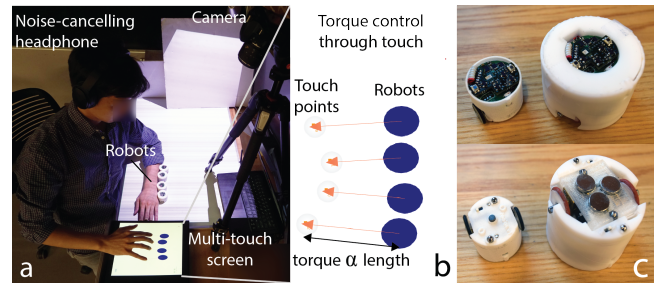 Noise-cancelling
headphone
Camera
Robots
Multi-touch
screen
a
Torque control
through touch
Touch
points
Robots
torque α length
b
c